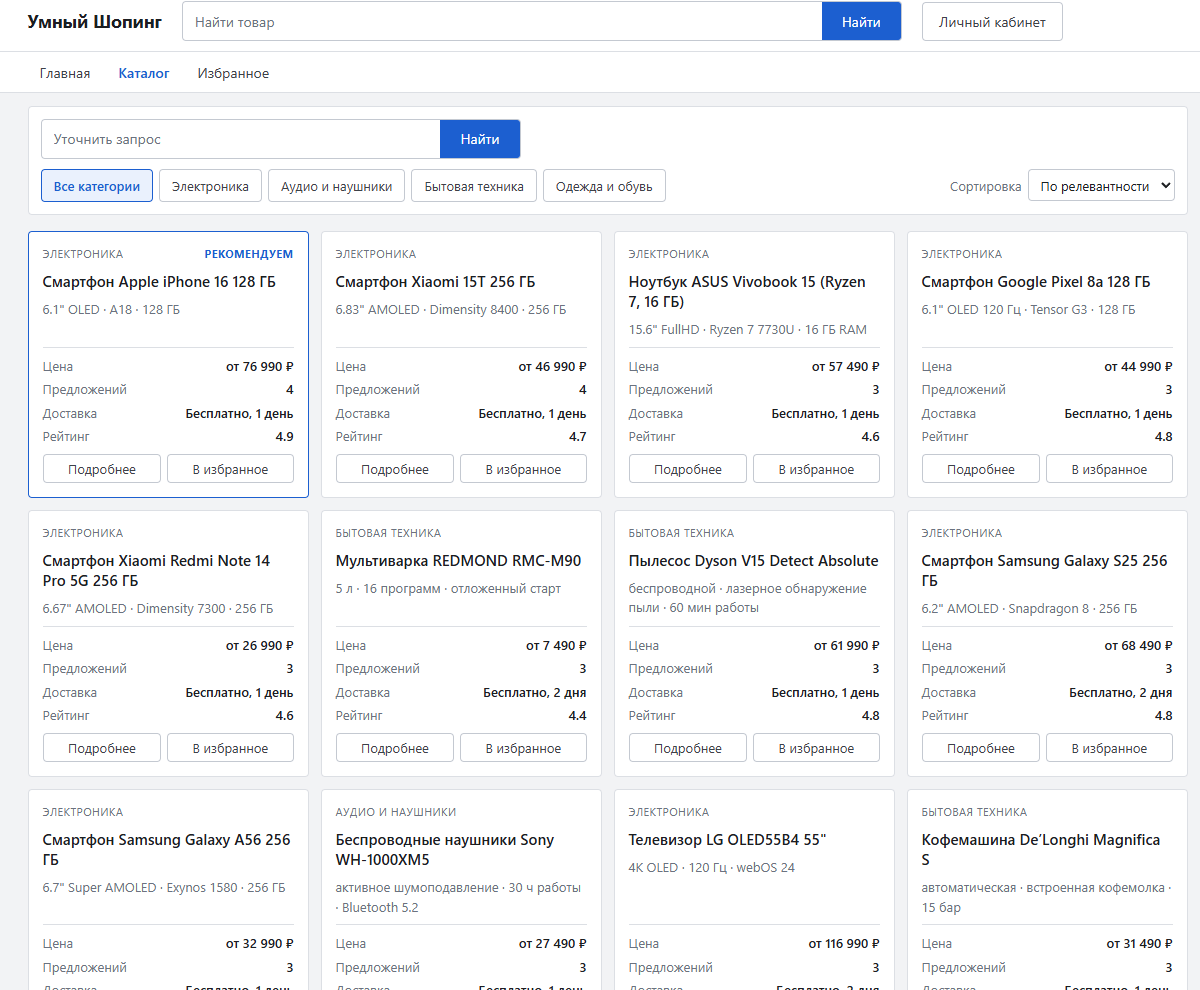 Умный Шопинг
Найти товар
Найти
Личный кабинет
Главная
Каталог
Избранное
Уточнить запрос
Найти
Все категории
Электроника
Аудио и наушники
Бытовая техника
Одежда и обувь
Сортировка
По релевантности
ЭЛЕКТРОНИКА
РЕКОМЕНДУЕМ
Смартфон Apple iPhone 16 128 ГБ
6.1" OLED · A18 · 128 ГБ
Цена от 76 990 ₽
Предложений 4
Доставка Бесплатно, 1 день
Рейтинг 4.9
Подробнее
В избранное
ЭЛЕКТРОНИКА
Смартфон Xiaomi 15T 256 ГБ
6.83" AMOLED · Dimensity 8400 · 256 ГБ
Цена от 46 990 ₽
Предложений 4
Доставка Бесплатно, 1 день
Рейтинг 4.7
Подробнее
В избранное
ЭЛЕКТРОНИКА
Ноутбук ASUS Vivobook 15 (Ryzen
7, 16 ГБ)
15.6" FullHD · Ryzen 7 7730U · 16 ГБ RAM
Цена от 57 490 ₽
Предложений 3
Доставка Бесплатно, 1 день
Рейтинг 4.6
Подробнее
В избранное
ЭЛЕКТРОНИКА
Смартфон Google Pixel 8a 128 ГБ
6.1" OLED 120 Гц · Tensor G3 · 128 ГБ
Цена от 44 990 ₽
Предложений 3
Доставка Бесплатно, 1 день
Рейтинг 4.8
Подробнее
В избранное
ЭЛЕКТРОНИКА
Смартфон Xiaomi Redmi Note 14
Pro 5G 256 ГБ
6.67" AMOLED · Dimensity 7300 · 256 ГБ
Цена от 26 990 ₽
Предложений 3
Доставка Бесплатно, 1 день
Рейтинг 4.6
Подробнее
В избранное
БЫТОВАЯ ТЕХНИКА
Мультиварка REDMOND RMC-M90
5 л · 16 программ · отложенный старт
Цена от 7 490 ₽
Предложений 3
Доставка Бесплатно, 2 дня
Рейтинг 4.4
Подробнее
В избранное
БЫТОВАЯ ТЕХНИКА
Пылесос Dyson V15 Detect Absolute
беспроводной · лазерное обнаружение
пыли · 60 мин работы
Цена от 61 990 ₽
Предложений 3
Доставка Бесплатно, 1 день
Рейтинг 4.8
Подробнее
В избранное
ЭЛЕКТРОНИКА
Смартфон Samsung Galaxy S25 256
ГБ
6.2" AMOLED · Snapdragon 8 · 256 ГБ
Цена от 68 490 ₽
Предложений 3
Доставка Бесплатно, 2 дня
Рейтинг 4.8
Подробнее
В избранное
ЭЛЕКТРОНИКА
Смартфон Samsung Galaxy A56 256
ГБ
6.7" Super AMOLED · Exynos 1580 · 256 ГБ
Цена от 32 990 ₽
Предложений 3
Доставка Бесплатно, 1 день
АУДИО И НАУШНИКИ
Беспроводные наушники Sony
WH-1000XM5
активное шумоподавление · 30 ч работы
· Bluetooth 5.2
Цена от 27 490 ₽
Предложений 3
Доставка Бесплатно, 1 день
ЭЛЕКТРОНИКА
Телевизор LG OLED55B4 55"
4K OLED · 120 Гц · webOS 24
Цена от 116 990 ₽
Предложений 3
Доставка Бесплатно, 2 дня
БЫТОВАЯ ТЕХНИКА
Кофемашина De'Longhi Magnifica
S
автоматическая · встроенная кофемолка ·
15 бар
Цена от 31 490 ₽
Предложений 3
Доставка Бесплатно, 1 день